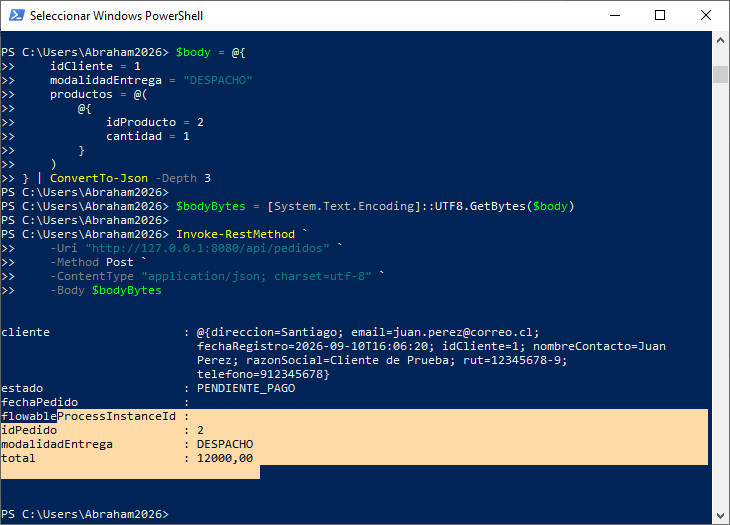 Seleccionar Windows PowerShell
PS C:\Users\Abraham2026> $body = @{
>>     idCliente = 1
>>     modalidadEntrega = "DESPACHO"
>>     productos = @(
>>         @{
>>             idProducto = 2
>>             cantidad = 1
>>         }
>>     )
>> } | ConvertTo-Json -Depth 3
PS C:\Users\Abraham2026>
PS C:\Users\Abraham2026> $bodyBytes = [System.Text.Encoding]::UTF8.GetBytes($body)
PS C:\Users\Abraham2026>
PS C:\Users\Abraham2026> Invoke-RestMethod `
>>     -Uri "http://127.0.0.1:8080/api/pedidos" `
>>     -Method Post `
>>     -ContentType "application/json; charset=utf-8" `
>>     -Body $bodyBytes
cliente                   : @{direccion=Santiago; email=juan.perez@correo.cl;
                            fechaRegistro=2026-09-10T16:06:20; idCliente=1; nombreContacto=Juan
                            Perez; razonSocial=Cliente de Prueba; rut=12345678-9;
                            telefono=912345678}
estado                    : PENDIENTE_PAGO
fechaPedido               :
flowableProcessInstanceId :
idPedido                  : 2
modalidadEntrega          : DESPACHO
total                     : 12000,00
PS C:\Users\Abraham2026>